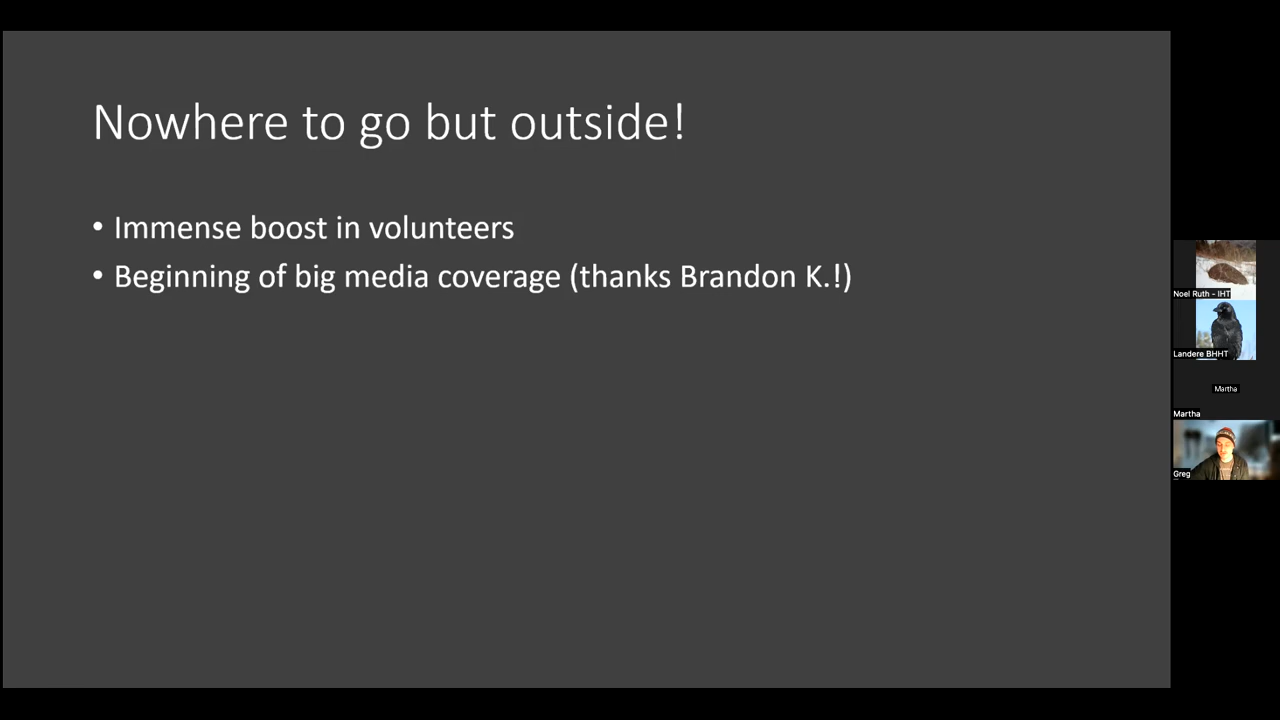 Nowhere to go but outside!
• Immense boost in volunteers
• Beginning of big media coverage (thanks Brandon K.!)
Noel Ruth - IHT
Landere BHHT
Martha
Martha
Greg